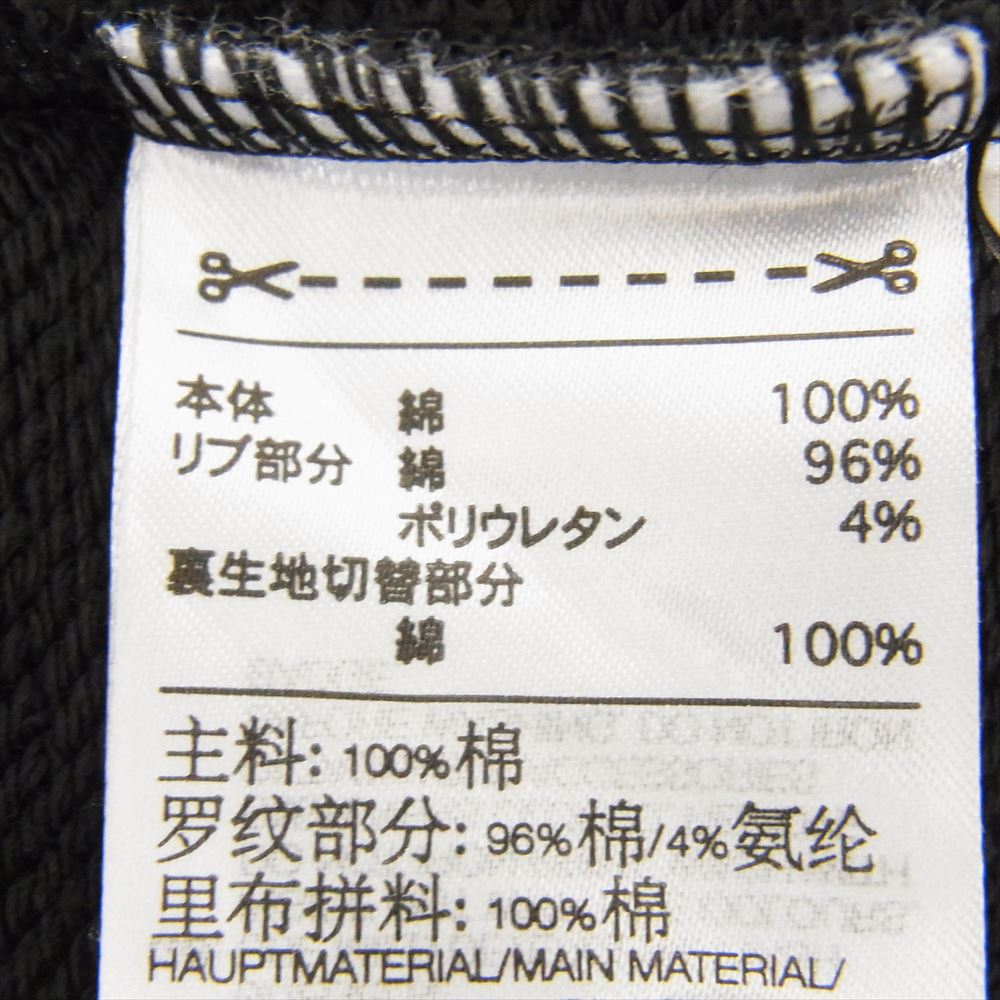 本体 綿 100%
リブ部分 綿 96%
ポリウレタン 4%
裏生地切替部分
綿 100%
主料: 100%棉
罗纹部分: 96%棉/4%氨纶
里布拼料: 100%棉
HAUPTMATERIAL/MAIN MATERIAL/